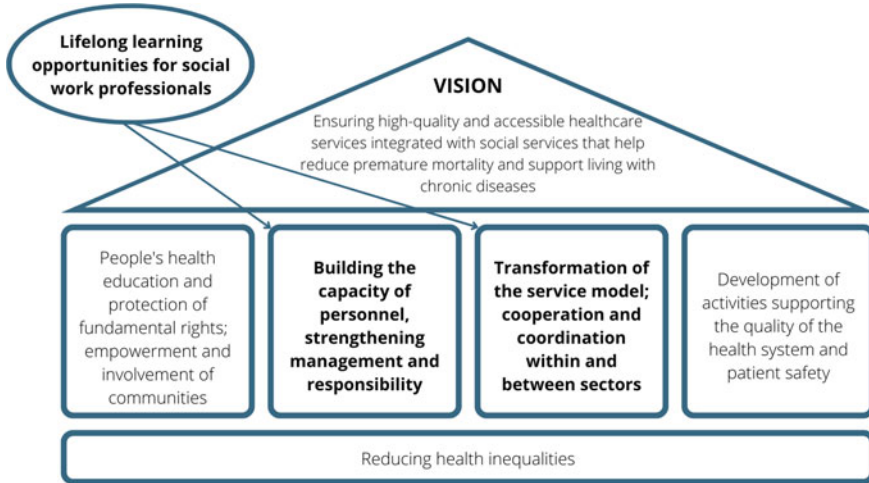 Lifelong learning
opportunities for social
work professionals
VISION
Ensuring high-quality and accessible healthcare
services integrated with social services that help
reduce premature mortality and support living with
chronic diseases
People's health
education and
protection of
fundamental rights;
empowerment and
involvement of
communities
Building the
capacity of
personnel,
strengthening
management and
responsibility
Transformation of
the service model;
cooperation and
coordination
within and
between sectors
Development of
activities supporting
the quality of the
health system and
patient safety
Reducing health inequalities